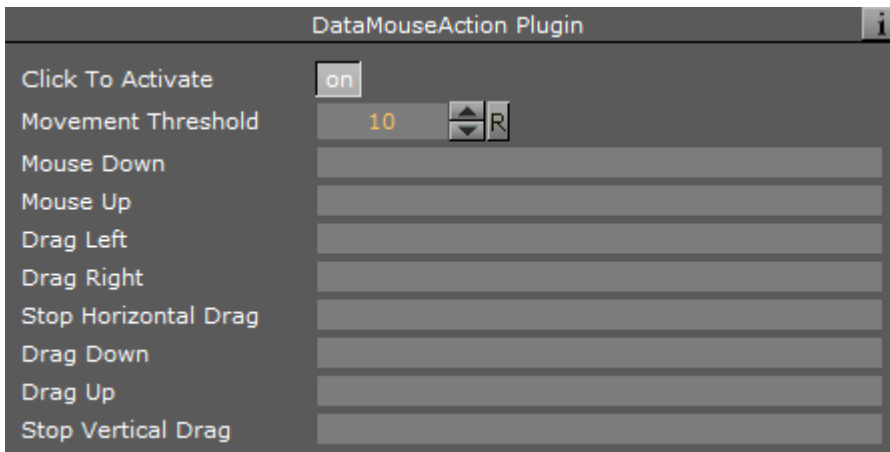 DataMouseAction Plugin i
Click To Activate on
Movement Threshold 10 R
Mouse Down
Mouse Up
Drag Left
Drag Right
Stop Horizontal Drag
Drag Down
Drag Up
Stop Vertical Drag